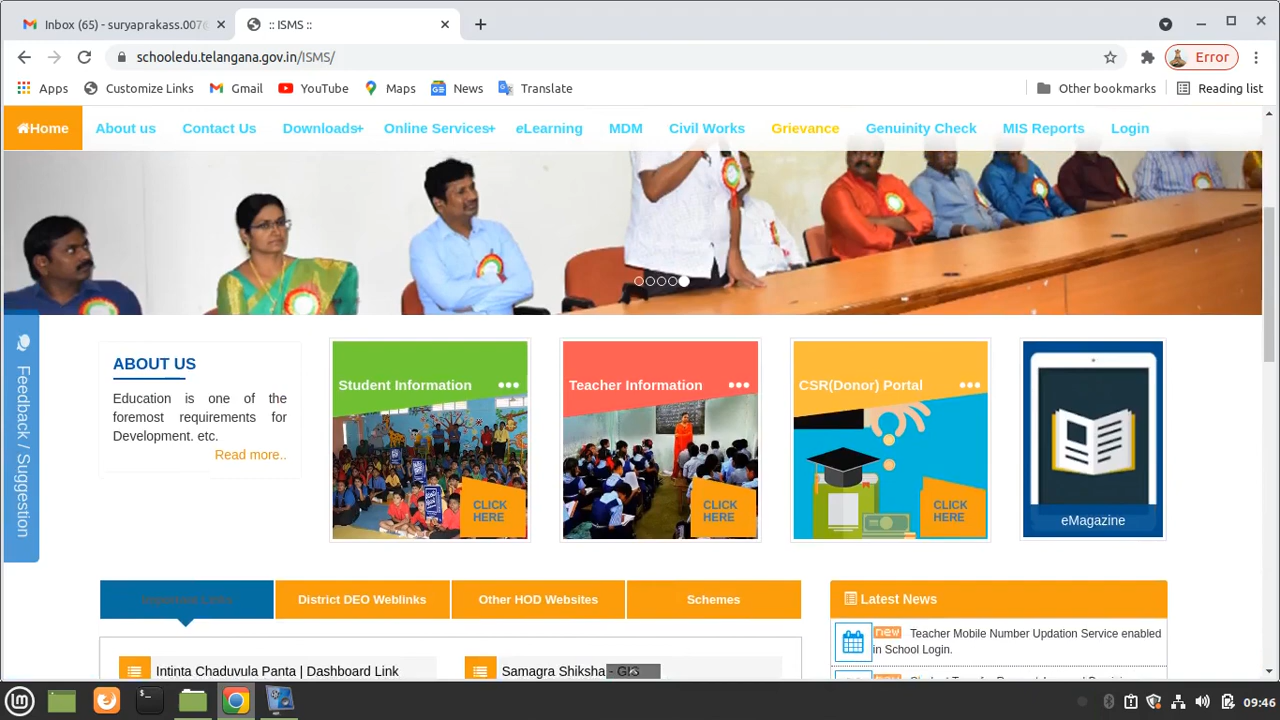 Inbox (65) - suryaprakass.007@
:: ISMS ::
schooledu.telangana.gov.in/ISMS/
Error
Apps
Customize Links
Gmail
YouTube
Maps
News
Translate
Other bookmarks
Reading list
Home
About us
Contact Us
Downloads+
Online Services+
eLearning
MDM
Civil Works
Grievance
Genuinity Check
MIS Reports
Login
Feedback / Suggestion
ABOUT US
Education is one of the
foremost requirements for
Development. etc.
Read more..
Student Information
CLICK
HERE
Teacher Information
CLICK
HERE
CSR(Donor) Portal
CLICK
HERE
eMagazine
Important Links
District DEO Weblinks
Other HOD Websites
Schemes
Latest News
new Teacher Mobile Number Updation Service enabled
in School Login.
Intinta Chaduvula Panta | Dashboard Link
Samagra Shiksha - GIS
09:46